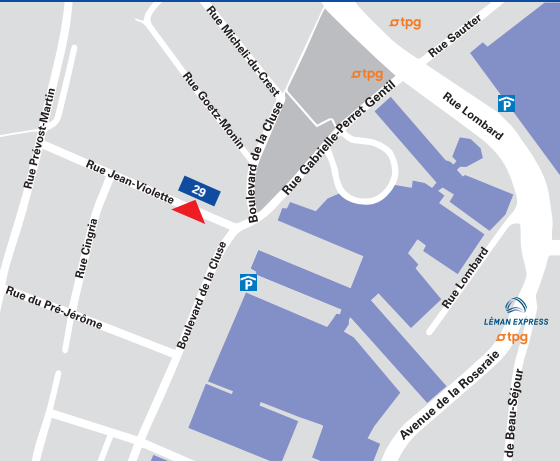 tpg
Rue Sautter
Rue Micheli-du-Crest
tpg
Rue Goetz-Monin
Boulevard de la Cluse
Rue Gabrielle-Perret Gentil
P
Rue Lombard
Rue Prévost-Martin
Rue Jean-Violette
29
Rue Cingria
Boulevard de la Cluse
P
Rue Lombard
Rue du Pré-Jérôme
LÉMAN EXPRESS
tpg
Avenue de la Roseraie
de Beau-Séjour